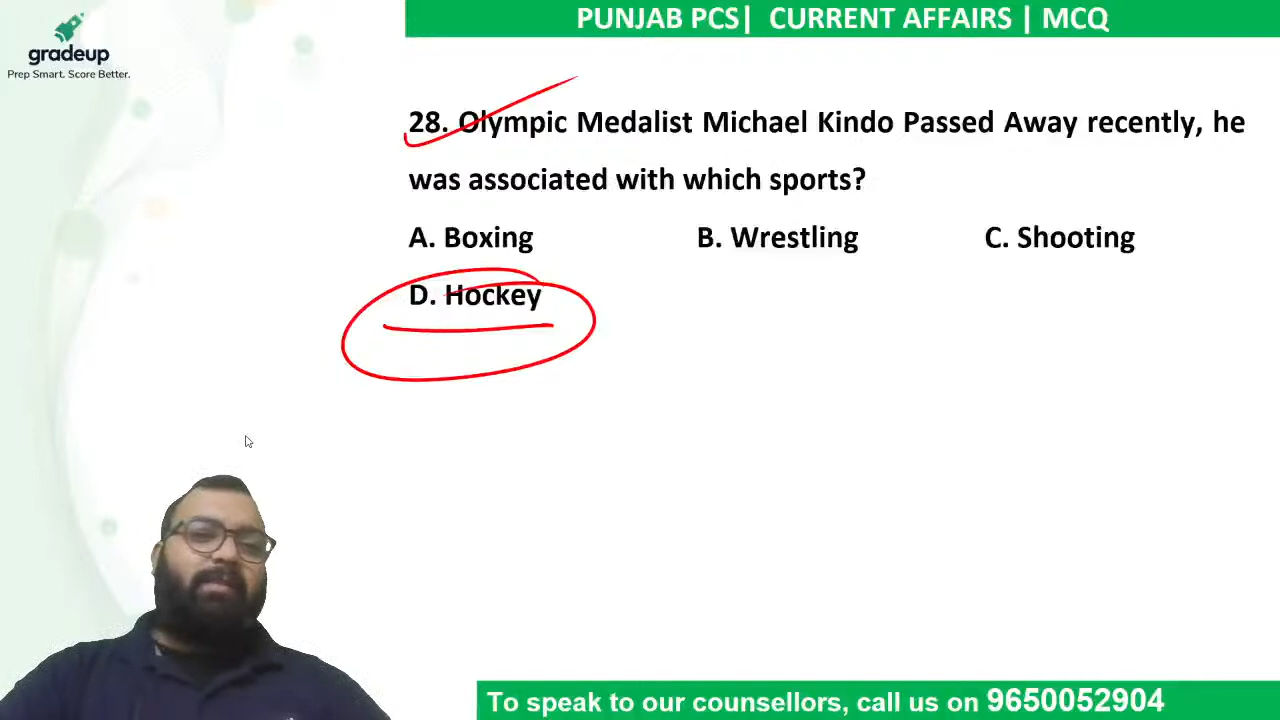 PUNJAB PCS| CURRENT AFFAIRS | MCQ
gradeup
Prep Smart. Score Better.
28. Olympic Medalist Michael Kindo Passed Away recently, he
was associated with which sports?
A. Boxing B. Wrestling C. Shooting
D. Hockey
To speak to our counsellors, call us on 9650052904